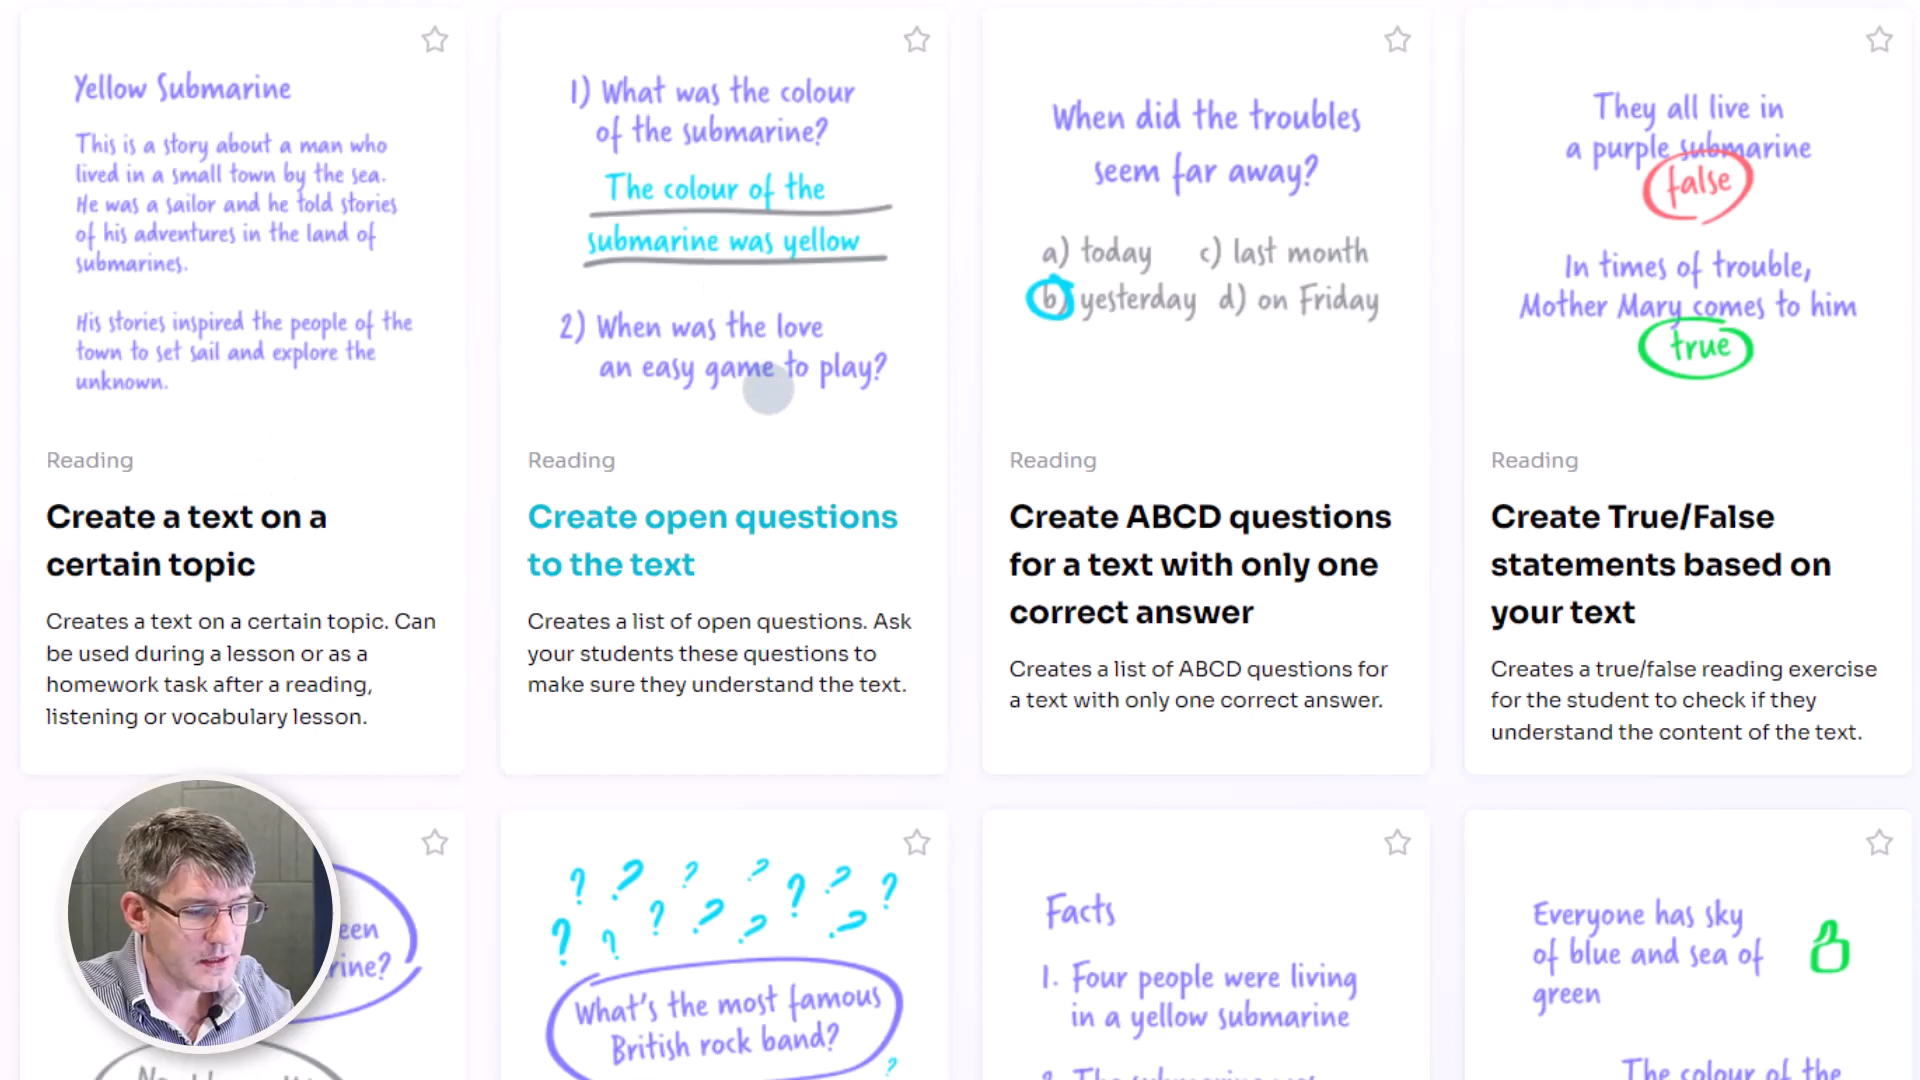 Yellow Submarine
This is a story about a man who
lived in a small town by the sea.
He was a sailor and he told stories
of his adventures in the land of
submarines.
His stories inspired the people of the
town to set sail and explore the
unknown.
Reading
Create a text on a
certain topic
Creates a text on a certain topic. Can
be used during a lesson or as a
homework task after a reading,
listening or vocabulary lesson.
1) What was the colour
of the submarine?
The colour of the
submarine was yellow
2) When was the love
an easy game to play?
Reading
Create open questions
to the text
Creates a list of open questions. Ask
your students these questions to
make sure they understand the text.
When did the troubles
seem far away?
a) today c) last month
b) yesterday d) on Friday
Reading
Create ABCD questions
for a text with only one
correct answer
Creates a list of ABCD questions for
a text with only one correct answer.
They all live in
a purple submarine
false
In times of trouble,
Mother Mary comes to him
true
Reading
Create True/False
statements based on
your text
Creates a true/false reading exercise
for the student to check if they
understand the content of the text.
een
rine?
? ? ? ? ? ? ?
? ? ? ? ? ?
What's the most famous
British rock band?
?
Facts
1. Four people were living
in a yellow submarine
2. The submarine was
Everyone has sky
of blue and sea of
green
The colour of the